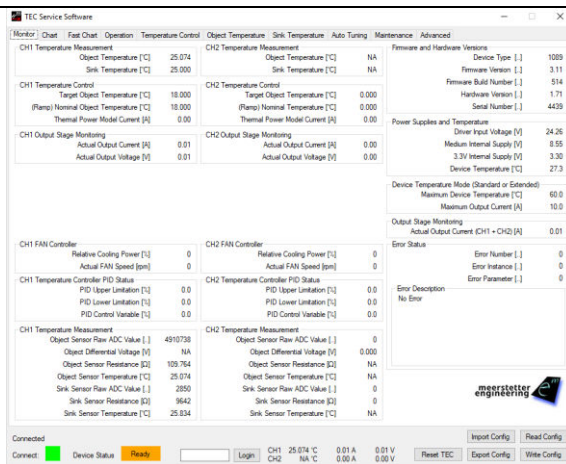 TEC Service Software
Monitor Chart Fast Chart Operation Temperature Control Object Temperature Sink Temperature Auto Tuning Maintenance Advanced
CH1 Temperature Measurement
Object Temperature [°C] 25.074
Sink Temperature [°C] 25.000
CH1 Temperature Control
Target Object Temperature [°C] 18.000
(Ramp) Nominal Object Temperature [°C] 18.000
Thermal Power Model Current [A] 0.00
CH1 Output Stage Monitoring
Actual Output Current [A] 0.01
Actual Output Voltage [V] 0.01
CH1 FAN Controller
Relative Cooling Power [%] 0
Actual FAN Speed [rpm] 0
CH1 Temperature Controller PID Status
PID Upper Limitation [%] 0.0
PID Lower Limitation [%] 0.0
PID Control Variable [%] 0.0
CH1 Temperature Measurement
Object Sensor Raw ADC Value [..] 4910738
Object Differential Voltage [V] NA
Object Sensor Resistance [Ω] 109.764
Object Sensor Temperature [°C] 25.074
Sink Sensor Raw ADC Value [..] 2850
Sink Sensor Resistance [Ω] 9642
Sink Sensor Temperature [°C] 25.834
CH2 Temperature Measurement
Object Temperature [°C] NA
Sink Temperature [°C] NA
CH2 Temperature Control
Target Object Temperature [°C] 0.000
(Ramp) Nominal Object Temperature [°C] 0.000
Thermal Power Model Current [A] 0.00
CH2 Output Stage Monitoring
Actual Output Current [A] 0.00
Actual Output Voltage [V] 0.00
CH2 FAN Controller
Relative Cooling Power [%] 0
Actual FAN Speed [rpm] 0
CH2 Temperature Controller PID Status
PID Upper Limitation [%] 0.0
PID Lower Limitation [%] 0.0
PID Control Variable [%] 0.0
CH2 Temperature Measurement
Object Sensor Raw ADC Value [..] 0
Object Differential Voltage [V] 0.000
Object Sensor Resistance [Ω] NA
Object Sensor Temperature [°C] NA
Sink Sensor Raw ADC Value [..] 0
Sink Sensor Resistance [Ω] 0
Sink Sensor Temperature [°C] NA
Firmware and Hardware Versions
Device Type [..] 1089
Firmware Version [..] 3.11
Firmware Build Number [..] 514
Hardware Version [..] 1.71
Serial Number [..] 4439
Power Supplies and Temperature
Driver Input Voltage [V] 24.26
Medium Internal Supply [V] 8.55
3.3V Internal Supply [V] 3.30
Device Temperature [°C] 27.3
Device Temperature Mode (Standard or Extended)
Maximum Device Temperature [°C] 60.0
Maximum Output Current [A] 10.0
Output Stage Monitoring
Actual Output Current (CH1 + CH2) [A] 0.01
Error Status
Error Number [..] 0
Error Instance [..] 0
Error Parameter [..] 0
Error Description
No Error
meerstetter
engineering
Connected
Import Config Read Config
Connect: Device Status Ready Login CH1 25.074 °C 0.01 A 0.01 V Reset TEC Export Config Write Config
CH2 NA °C 0.00 A 0.00 V